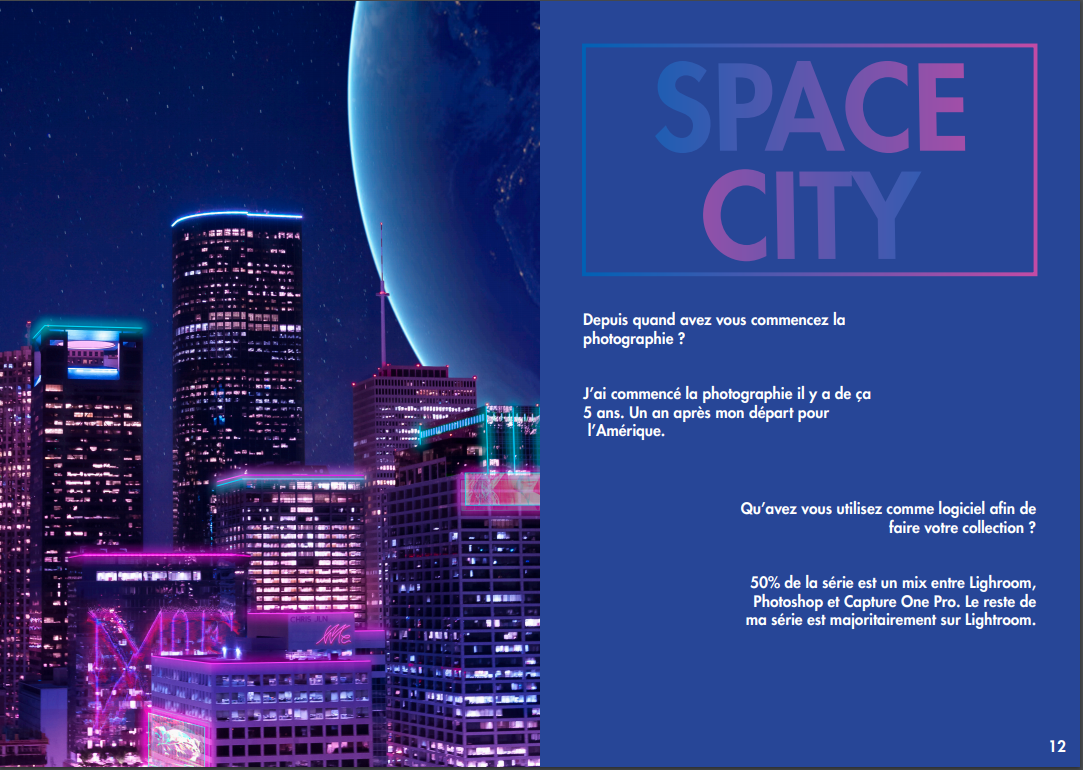 SPACE
CITY
Depuis quand avez vous commencez la
photographie ?
J'ai commencé la photographie il y a de ça
5 ans. Un an après mon départ pour
l'Amérique.
Qu'avez vous utilisez comme logiciel afin de
faire votre collection ?
50% de la série est un mix entre Lighroom,
Photoshop et Capture One Pro. Le reste de
ma série est majoritairement sur Lightroom.
CHRIS JUN
12